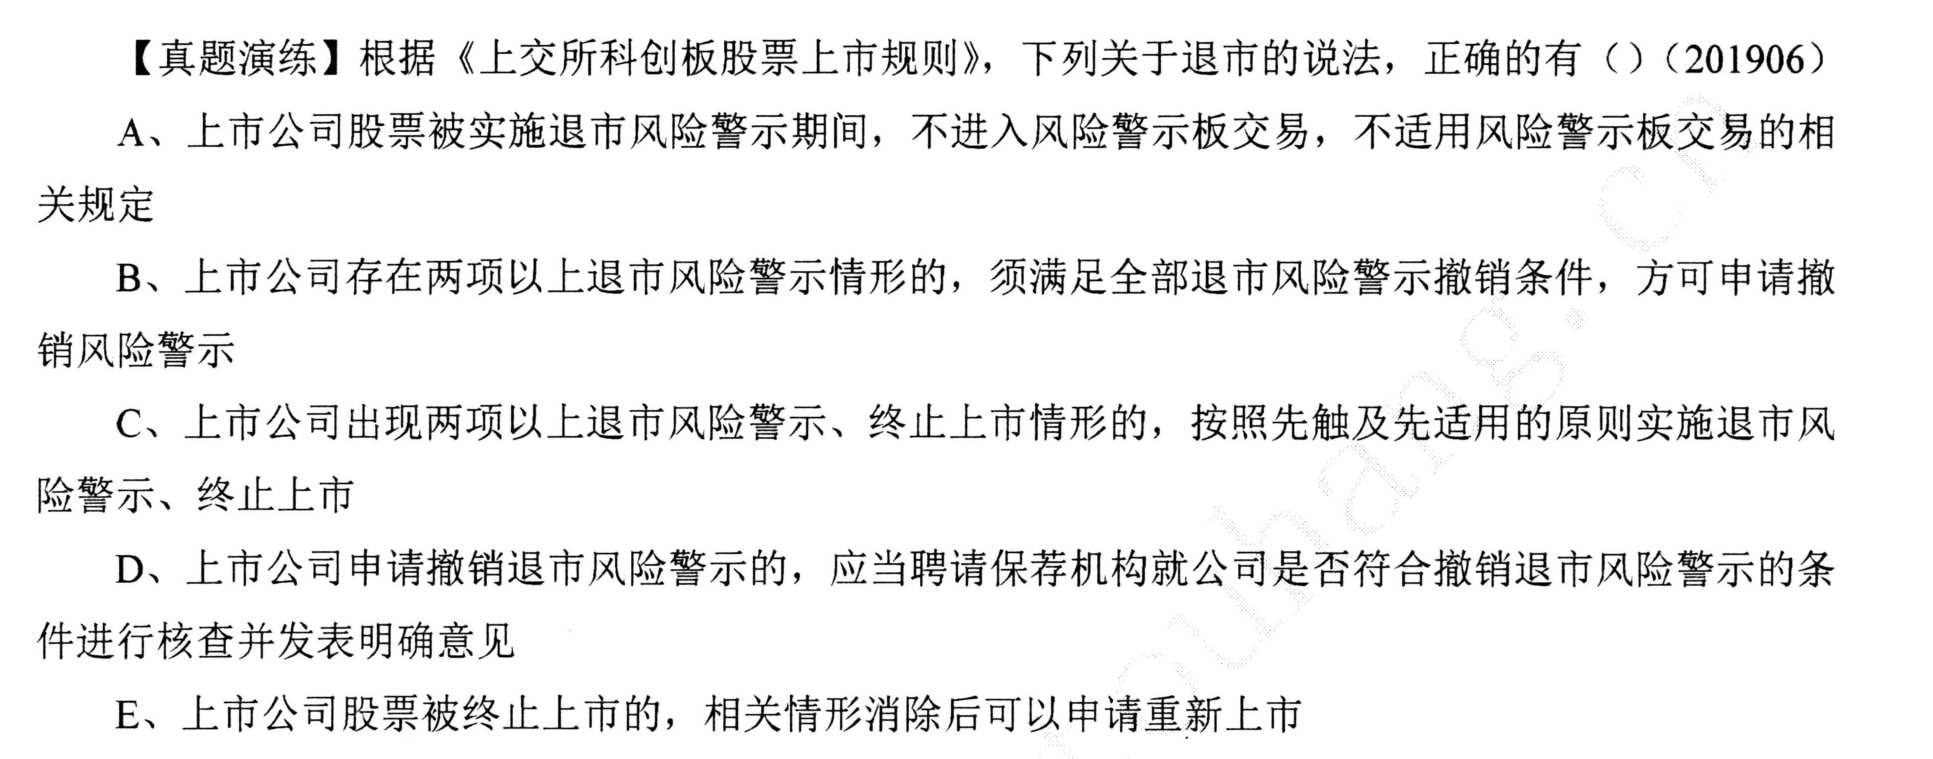 【真题演练】根据《上交所科创板股票上市规则》，下列关于退市的说法，正确的有（）（201906）
A、上市公司股票被实施退市风险警示期间，不进入风险警示板交易，不适用风险警示板交易的相
关规定
B、上市公司存在两项以上退市风险警示情形的，须满足全部退市风险警示撤销条件，方可申请撤
销风险警示
C、上市公司出现两项以上退市风险警示、终止上市情形的，按照先触及先适用的原则实施退市风
险警示、终止上市
D、上市公司申请撤销退市风险警示的，应当聘请保荐机构就公司是否符合撤销退市风险警示的条
件进行核查并发表明确意见
E、上市公司股票被终止上市的，相关情形消除后可以申请重新上市